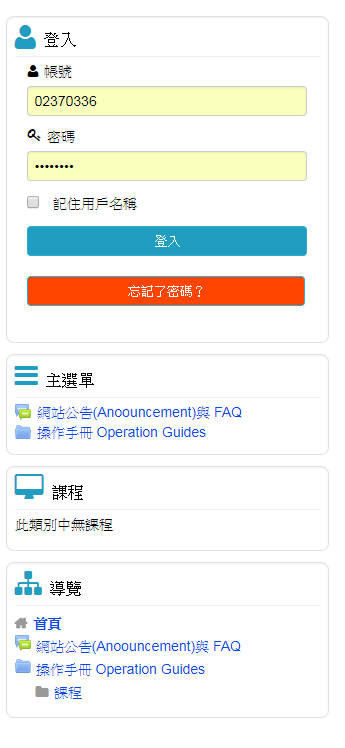 登入
帳號
02370336
密碼
••••••••
記住用戶名稱
登入
忘記了密碼？
主選單
網站公告(Anoouncement)與 FAQ
操作手冊 Operation Guides
課程
此類別中無課程
導覽
首頁
網站公告(Anoouncement)與 FAQ
操作手冊 Operation Guides
課程